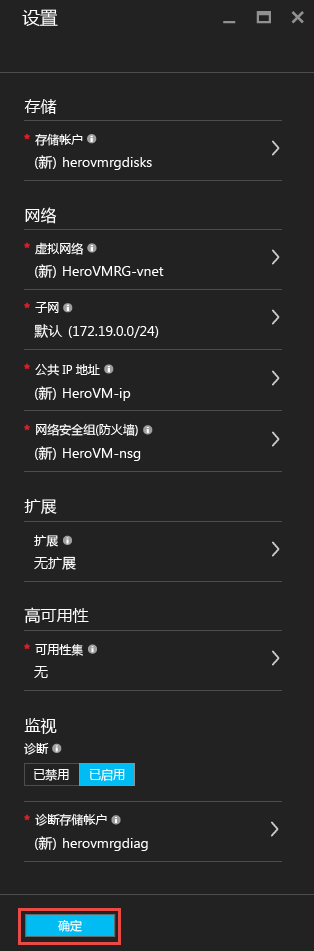 设置
存储
* 存储帐户
(新) herovmrgdisks
网络
* 虚拟网络
(新) HeroVMRG-vnet
* 子网
默认 (172.19.0.0/24)
* 公共 IP 地址
(新) HeroVM-ip
* 网络安全组(防火墙)
(新) HeroVM-nsg
扩展
扩展
无扩展
高可用性
* 可用性集
无
监视
诊断
已禁用 已启用
* 诊断存储帐户
(新) herovmrgdiag
确定